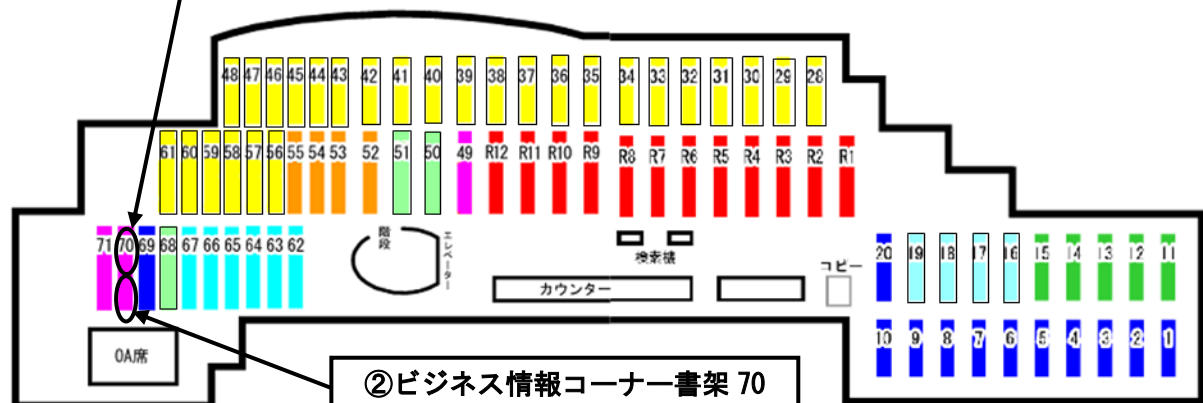 48 47 46 45 44 43 42 41 40 39 38 37 36 35 34 33 32 31 30 29 28
61 60 59 58 57 56 55 54 53 52 51 50 49 R12 R11 R10 R9 R8 R7 R6 R5 R4 R3 R2 R1
71 70 69 68 67 66 65 64 63 62
階段
エレベーター
検索機
カウンター
コピー
20 19 18 17 16 15 14 13 12 11
10 9 8 7 6 5 4 3 2 1
OA席
②ビジネス情報コーナー書架 70